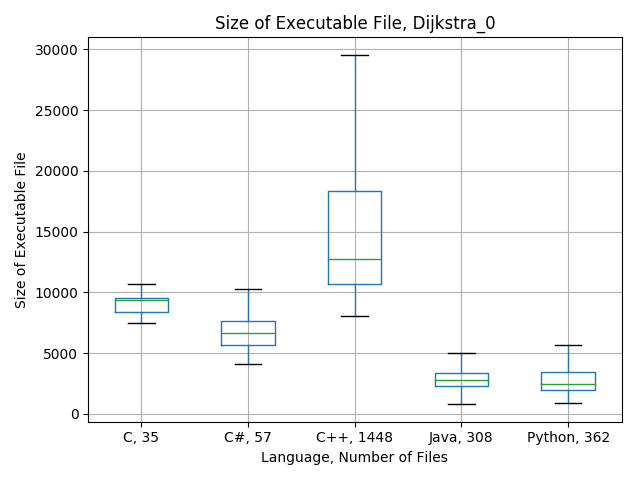 Size of Executable File, Dijkstra_0
30000
25000
20000
15000
10000
5000
0
Size of Executable File
C, 35
C#, 57
C++, 1448
Java, 308
Python, 362
Language, Number of Files